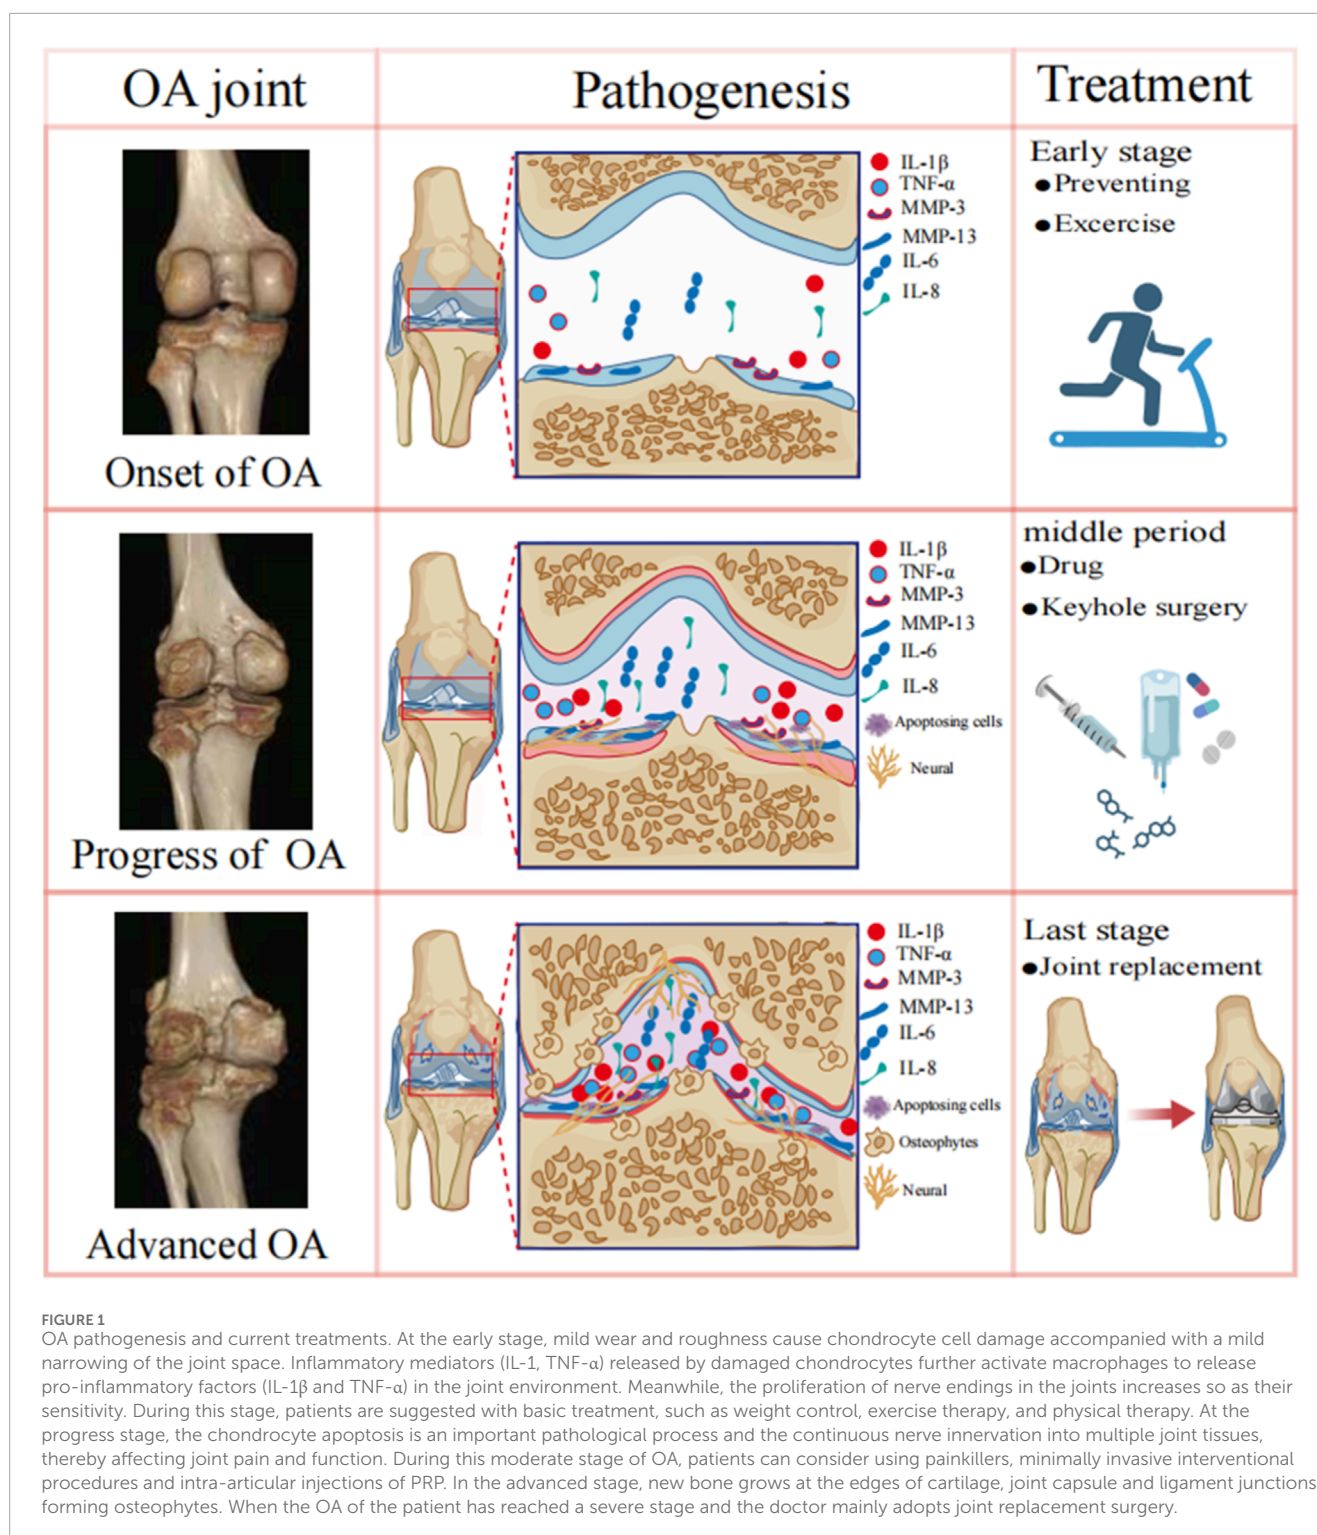 OA joint
Pathogenesis
Treatment
Onset of OA
IL-1β
TNF-α
MMP-3
MMP-13
IL-6
IL-8
Early stage
●Preventing
●Excercise
Progress of OA
IL-1β
TNF-α
MMP-3
MMP-13
IL-6
IL-8
Apoptosing cells
Neural
middle period
●Drug
●Keyhole surgery
Advanced OA
IL-1β
TNF-α
MMP-3
MMP-13
IL-6
IL-8
Apoptosing cells
Osteophytes
Neural
Last stage
●Joint replacement
FIGURE 1
OA pathogenesis and current treatments. At the early stage, mild wear and roughness cause chondrocyte cell damage accompanied with a mild
narrowing of the joint space. Inflammatory mediators (IL-1, TNF-α) released by damaged chondrocytes further activate macrophages to release
pro-inflammatory factors (IL-1β and TNF-α) in the joint environment. Meanwhile, the proliferation of nerve endings in the joints increases so as their
sensitivity. During this stage, patients are suggested with basic treatment, such as weight control, exercise therapy, and physical therapy. At the
progress stage, the chondrocyte apoptosis is an important pathological process and the continuous nerve innervation into multiple joint tissues,
thereby affecting joint pain and function. During this moderate stage of OA, patients can consider using painkillers, minimally invasive interventional
procedures and intra-articular injections of PRP. In the advanced stage, new bone grows at the edges of cartilage, joint capsule and ligament junctions
forming osteophytes. When the OA of the patient has reached a severe stage and the doctor mainly adopts joint replacement surgery.